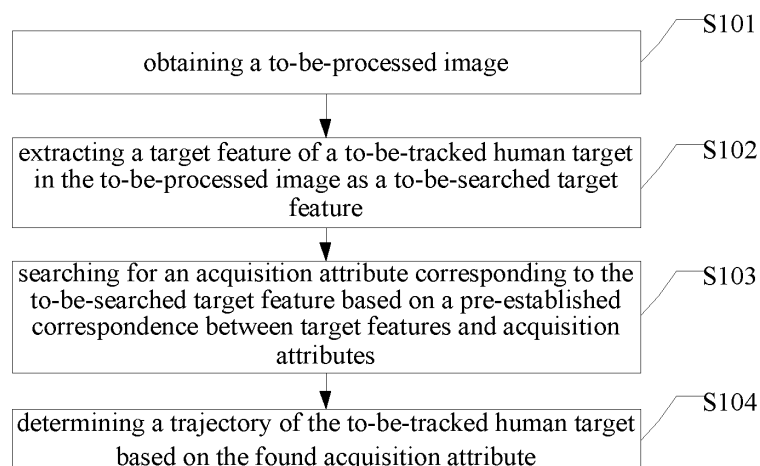 S101
obtaining a to-be-processed image
S102
extracting a target feature of a to-be-tracked human target
in the to-be-processed image as a to-be-searched target
feature
S103
searching for an acquisition attribute corresponding to the
to-be-searched target feature based on a pre-established
correspondence between target features and acquisition
attributes
S104
determining a trajectory of the to-be-tracked human target
based on the found acquisition attribute